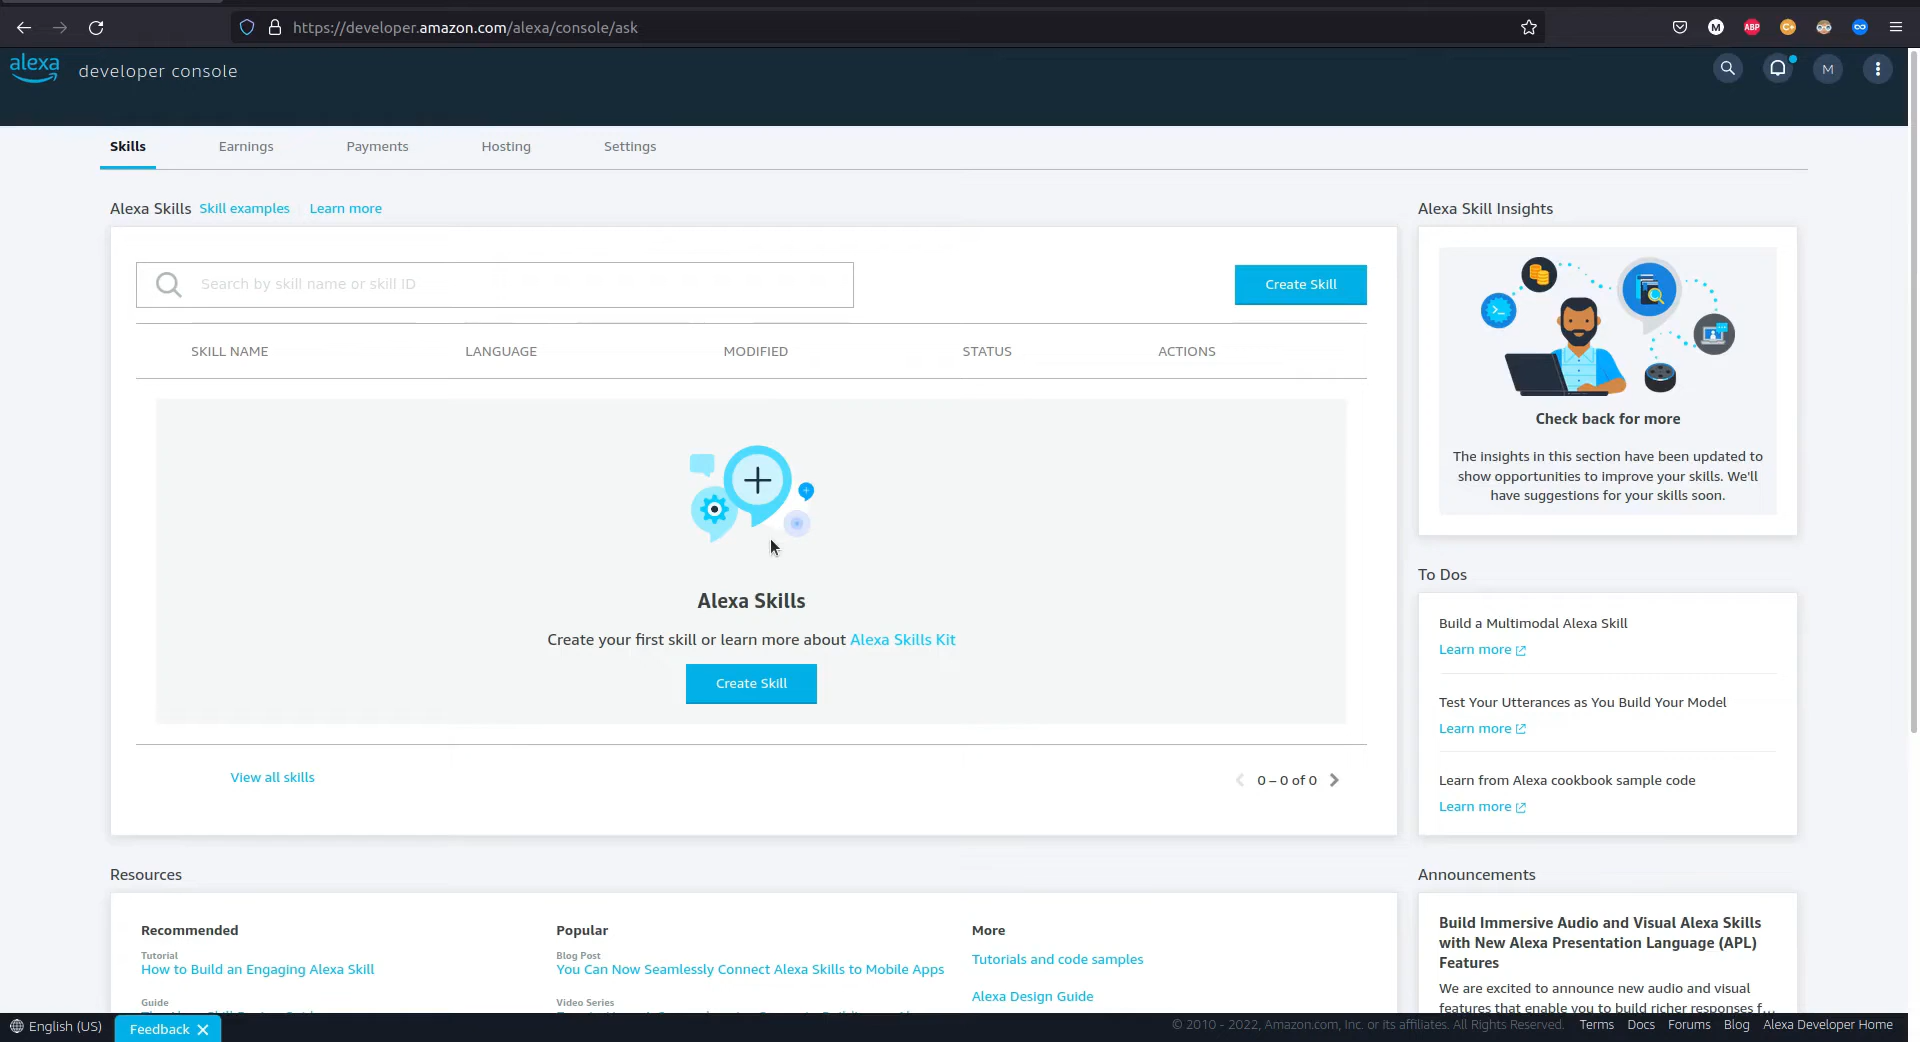 https://developer.amazon.com/alexa/console/ask
M
ABP
C+
alexa
developer console
M
Skills
Earnings
Payments
Hosting
Settings
Alexa Skills
Skill examples
Learn more
Search by skill name or skill ID
Create Skill
SKILL NAME
LANGUAGE
MODIFIED
STATUS
ACTIONS
Alexa Skills
Create your first skill or learn more about Alexa Skills Kit
Create Skill
View all skills
0 – 0 of 0
Alexa Skill Insights
Check back for more
The insights in this section have been updated to
show opportunities to improve your skills. We'll
have suggestions for your skills soon.
To Dos
Build a Multimodal Alexa Skill
Learn more
Test Your Utterances as You Build Your Model
Learn more
Learn from Alexa cookbook sample code
Learn more
Resources
Recommended
Tutorial
How to Build an Engaging Alexa Skill
Guide
Popular
Blog Post
You Can Now Seamlessly Connect Alexa Skills to Mobile Apps
Video Series
More
Tutorials and code samples
Alexa Design Guide
Announcements
Build Immersive Audio and Visual Alexa Skills
with New Alexa Presentation Language (APL)
Features
We are excited to announce new audio and visual
features that enable you to build richer responses f...
English (US)
Feedback
© 2010 - 2022, Amazon.com, Inc. or its affiliates. All Rights Reserved.
Terms
Docs
Forums
Blog
Alexa Developer Home